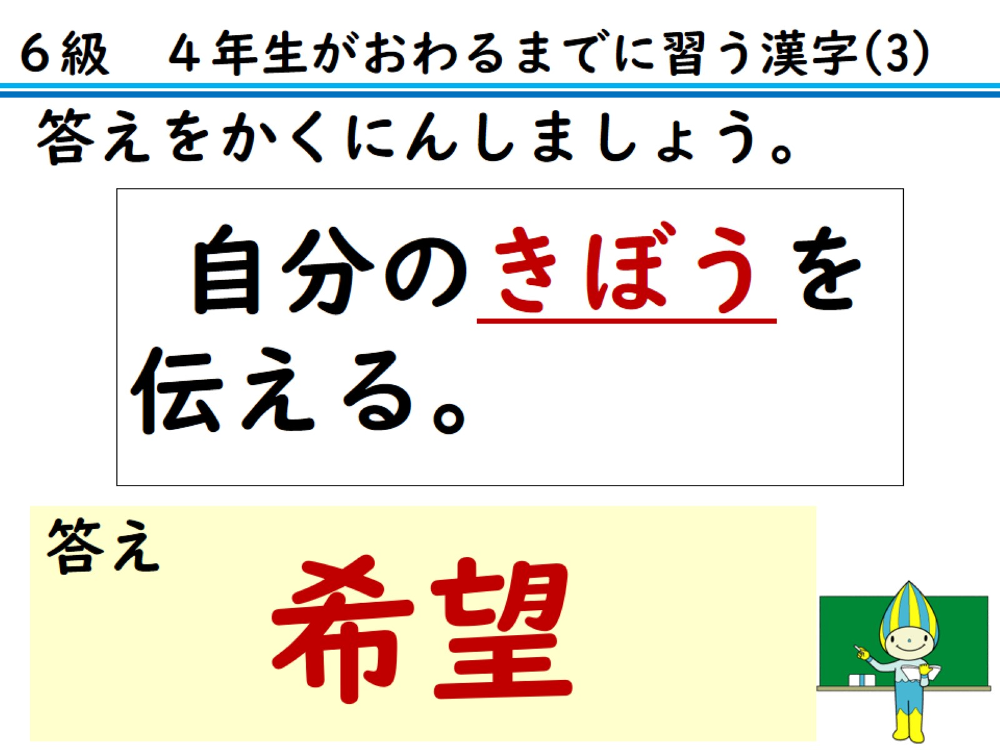 ６級　４年生がおわるまでに習う漢字(3)
答えをかくにんしましょう。
自分のきぼうを
伝える。
答え
希望